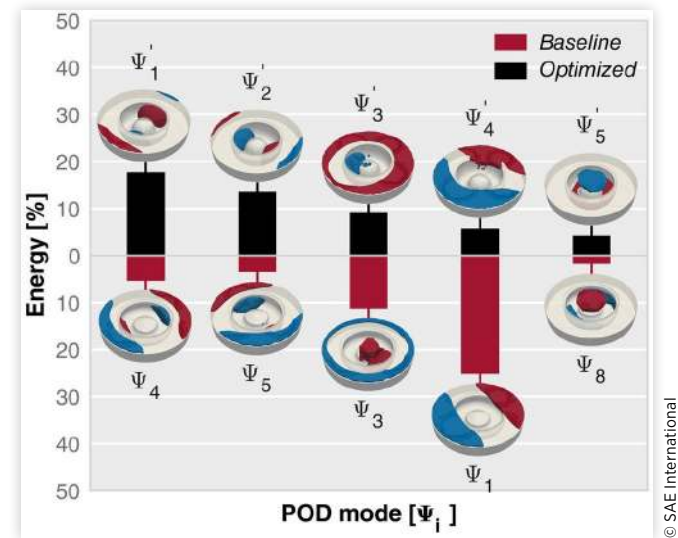 50
40
30
20
10
0
10
20
30
40
50
Energy [%]
Baseline
Optimized
Ψ'1
Ψ'2
Ψ'3
Ψ'4
Ψ'5
Ψ4
Ψ5
Ψ3
Ψ1
Ψ8
POD mode [Ψi ]
© SAE International